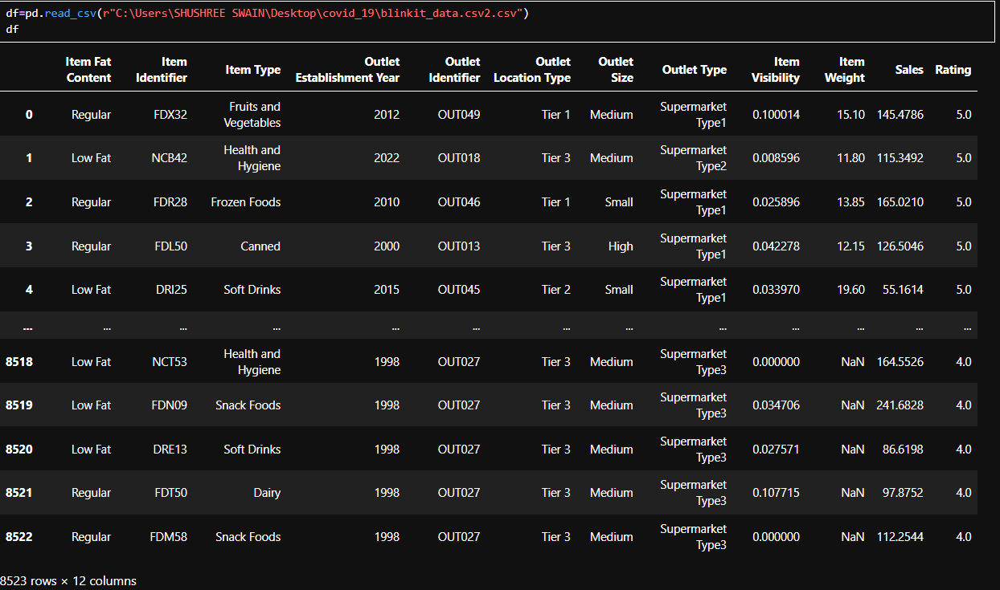 df=pd.read_csv(r"C:\Users\SHUSHREE SWAIN\Desktop\covid_19\blinkit_data.csv2.csv")
df
Item Fat Content Item Identifier Item Type Outlet Establishment Year Outlet Identifier Outlet Location Type Outlet Size Outlet Type Item Visibility Item Weight Sales Rating
0 Regular FDX32 Fruits and Vegetables 2012 OUT049 Tier 1 Medium Supermarket Type1 0.100014 15.10 145.4786 5.0
1 Low Fat NCB42 Health and Hygiene 2022 OUT018 Tier 3 Medium Supermarket Type2 0.008596 11.80 115.3492 5.0
2 Regular FDR28 Frozen Foods 2010 OUT046 Tier 1 Small Supermarket Type1 0.025896 13.85 165.0210 5.0
3 Regular FDL50 Canned 2000 OUT013 Tier 3 High Supermarket Type1 0.042278 12.15 126.5046 5.0
4 Low Fat DRI25 Soft Drinks 2015 OUT045 Tier 2 Small Supermarket Type1 0.033970 19.60 55.1614 5.0
... ... ... ... ... ... ... ... ... ... ... ... ...
8518 Low Fat NCT53 Health and Hygiene 1998 OUT027 Tier 3 Medium Supermarket Type3 0.000000 NaN 164.5526 4.0
8519 Low Fat FDN09 Snack Foods 1998 OUT027 Tier 3 Medium Supermarket Type3 0.034706 NaN 241.6828 4.0
8520 Low Fat DRE13 Soft Drinks 1998 OUT027 Tier 3 Medium Supermarket Type3 0.027571 NaN 86.6198 4.0
8521 Regular FDT50 Dairy 1998 OUT027 Tier 3 Medium Supermarket Type3 0.107715 NaN 97.8752 4.0
8522 Regular FDM58 Snack Foods 1998 OUT027 Tier 3 Medium Supermarket Type3 0.000000 NaN 112.2544 4.0
8523 rows × 12 columns